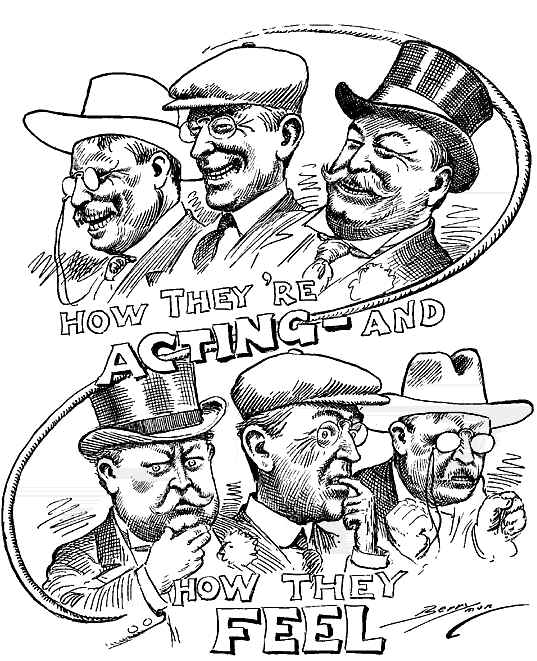 HOW THEY'RE
ACTING - AND
HOW THEY
FEEL
Berryman